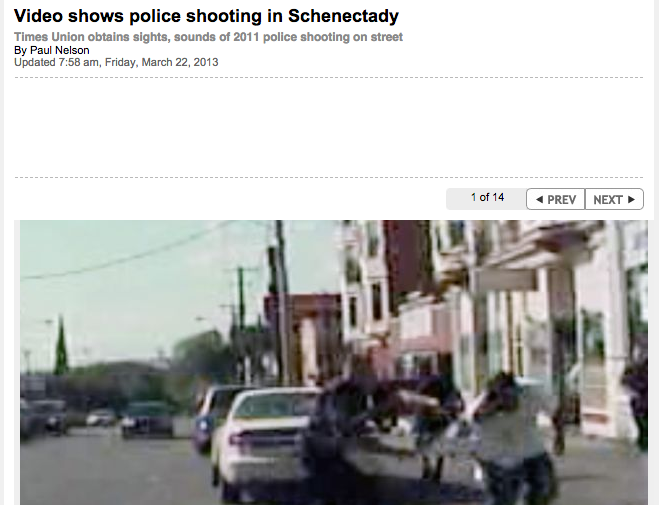 Video shows police shooting in Schenectady
Times Union obtains sights, sounds of 2011 police shooting on street
By Paul Nelson
Updated 7:58 am, Friday, March 22, 2013
1 of 14 ◀ PREV NEXT ▶